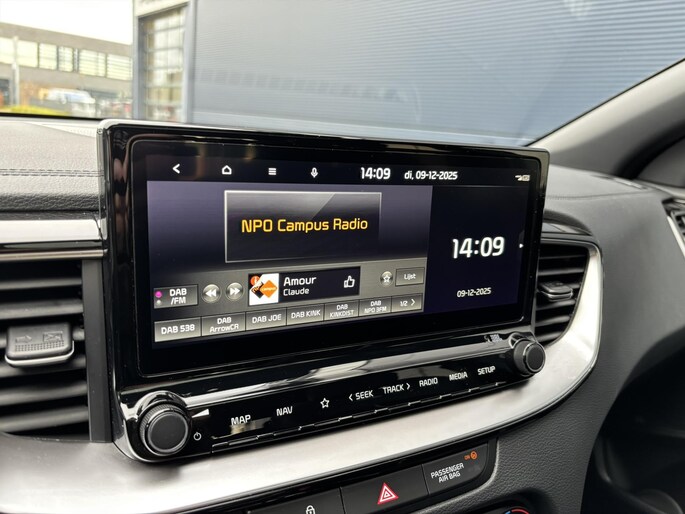 14:09
di, 09-12-2025
NPO Campus Radio
14:09
09-12-2025
DAB
/FM
Amour
Claude
Lijst
DAB 538
DAB
ArrowCR
DAB JOE
DAB KINK
DAB
KINKDIST
DAB
NPO 3FM
1/2 >
MAP
NAV
< SEEK
TRACK >
RADIO
MEDIA
SETUP
PASSENGER
AIR BAG